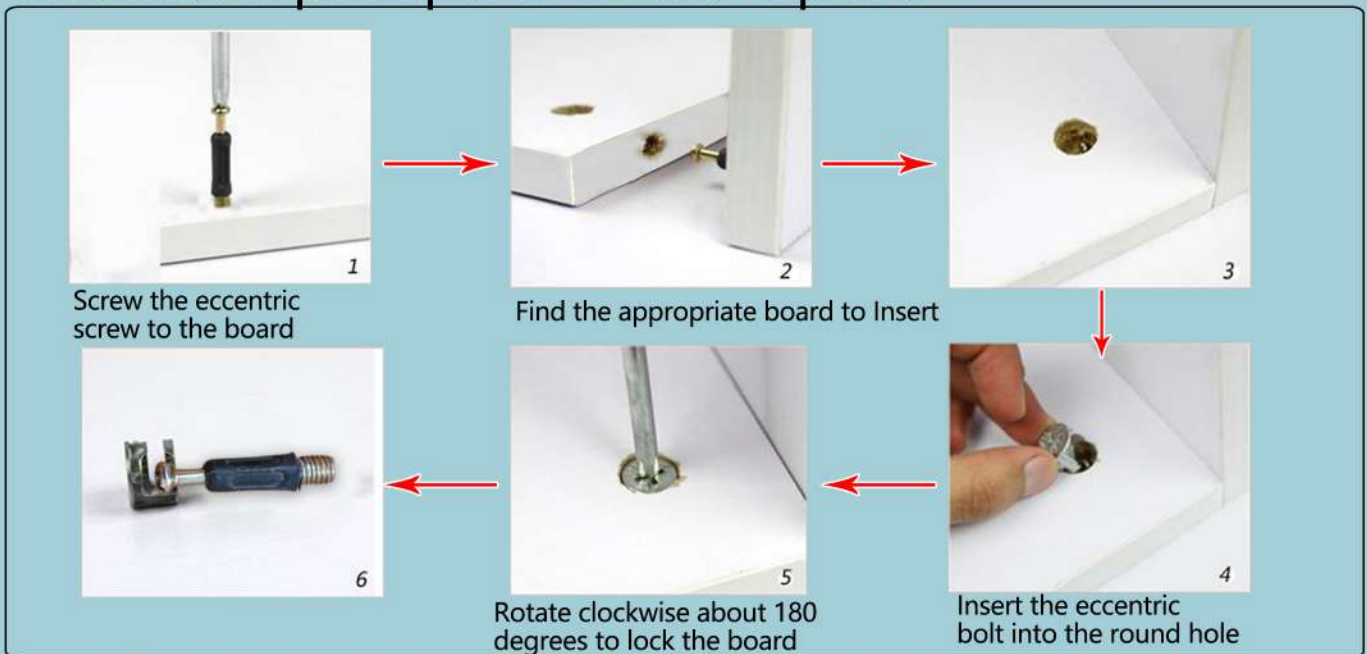 1
2
3
Screw the eccentric
screw to the board
Find the appropriate board to Insert
6
5
4
Rotate clockwise about 180
degrees to lock the board
Insert the eccentric
bolt into the round hole